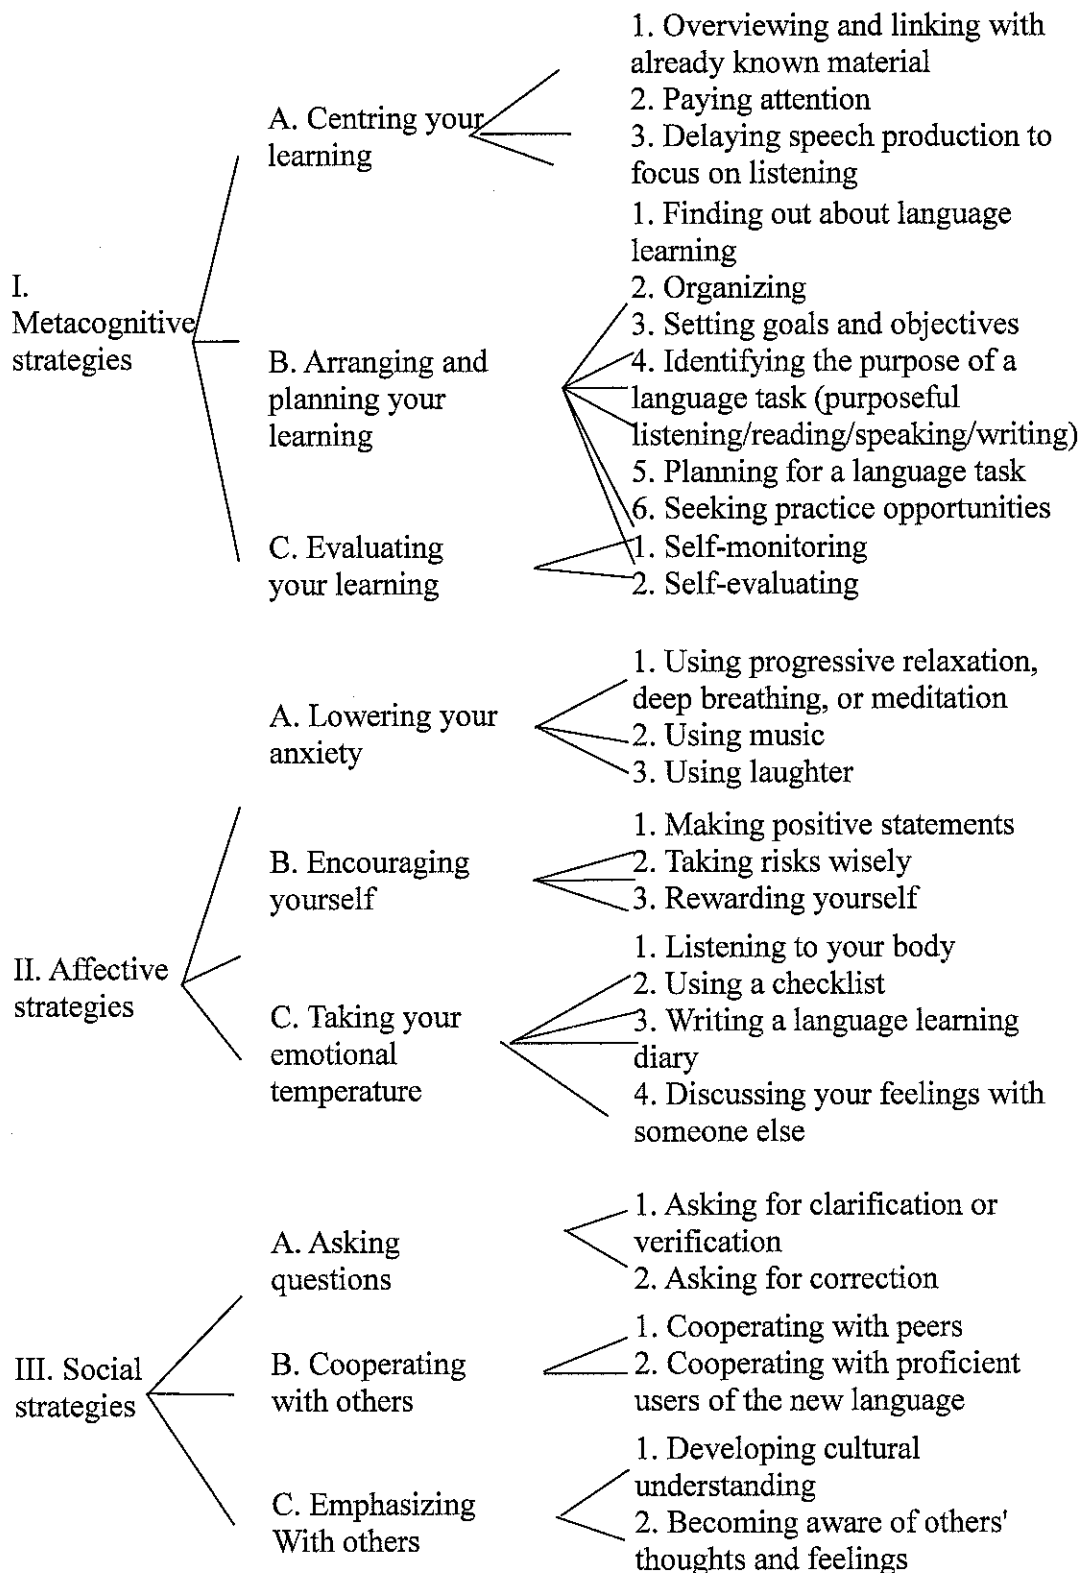 I.
Metacognitive
strategies
A. Centring your
learning
1. Overviewing and linking with
already known material
2. Paying attention
3. Delaying speech production to
focus on listening
B. Arranging and
planning your
learning
1. Finding out about language
learning
2. Organizing
3. Setting goals and objectives
4. Identifying the purpose of a
language task (purposeful
listening/reading/speaking/writing)
5. Planning for a language task
6. Seeking practice opportunities
C. Evaluating
your learning
1. Self-monitoring
2. Self-evaluating
II. Affective
strategies
A. Lowering your
anxiety
1. Using progressive relaxation,
deep breathing, or meditation
2. Using music
3. Using laughter
B. Encouraging
yourself
1. Making positive statements
2. Taking risks wisely
3. Rewarding yourself
C. Taking your
emotional
temperature
1. Listening to your body
2. Using a checklist
3. Writing a language learning
diary
4. Discussing your feelings with
someone else
III. Social
strategies
A. Asking
questions
1. Asking for clarification or
verification
2. Asking for correction
B. Cooperating
with others
1. Cooperating with peers
2. Cooperating with proficient
users of the new language
C. Emphasizing
With others
1. Developing cultural
understanding
2. Becoming aware of others'
thoughts and feelings